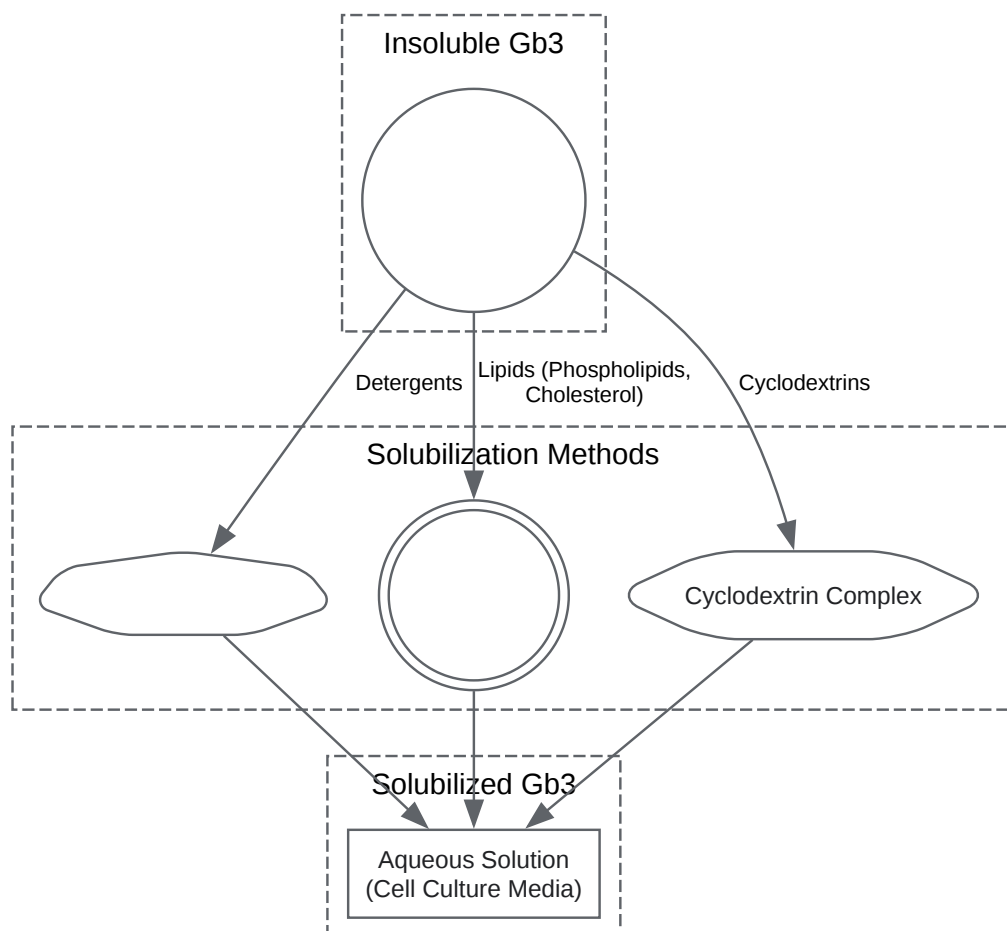 Insoluble Gb3
Detergents
Lipids (Phospholipids,
Cholesterol)
Cyclodextrins
Solubilization Methods
Cyclodextrin Complex
Solubilized Gb3
Aqueous Solution
(Cell Culture Media)